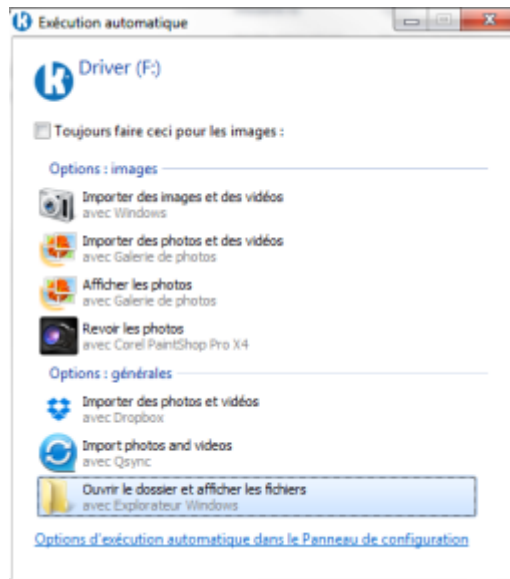 Exécution automatique
Driver (F:)
Toujours faire ceci pour les images :
Options : images
Importer des images et des vidéos
avec Windows
Importer des photos et des vidéos
avec Galerie de photos
Afficher les photos
avec Galerie de photos
Revoir les photos
avec Corel PaintShop Pro X4
Options : générales
Importer des photos et vidéos
avec Dropbox
Import photos and videos
avec Qsync
Ouvrir le dossier et afficher les fichiers
avec Explorateur Windows
Options d'exécution automatique dans le Panneau de configuration